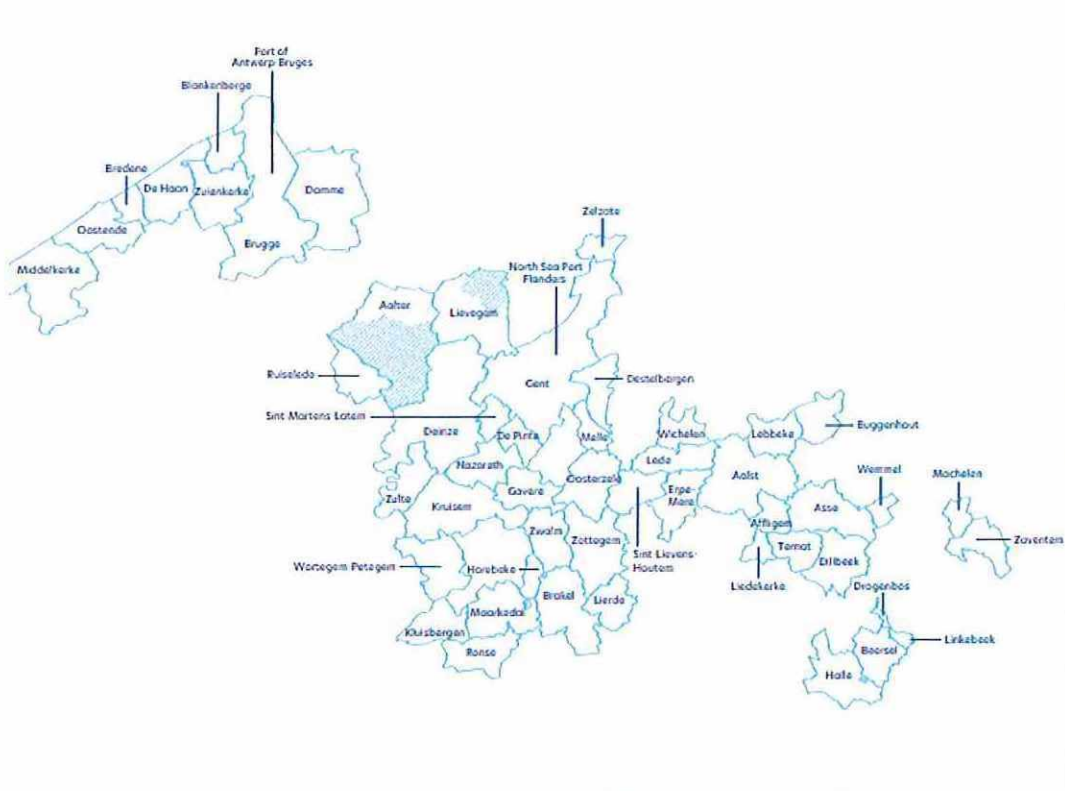 Port of
Antwerp Bruges
Blankenberge
Bredene
De Haan
Zuienkerke
Damme
Oostende
Brugge
Middelkerke
Zelzate
North Sea Port
Flanders
Aalter
Lievegem
Ruiselede
Gent
Destelbergen
Sint Martens Latem
Deinze
De Pinte
Melle
Wichelen
Lebbeke
Buggenhout
Nazareth
Lede
Aalst
Wemmel
Machelen
Zulte
Gavere
Oosterzele
Erpe-
Mere
Asse
Kruisem
Affligem
Zwalm
Zottegem
Ternat
Zaventem
Sint-Lievens-
Houtem
Dilbeek
Wortegem Petegem
Horebeke
Liedekerke
Drogenbos
Brakel
Lierde
Maarkedal
Kluisbergen
Linkebeek
Ronse
Beersel
Halle